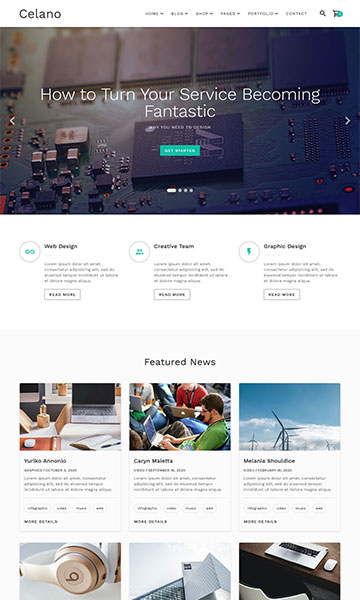 Celano
HOME BLOG SHOP PAGES PORTFOLIO CONTACT
How to Turn Your Service Becoming
Fantastic
WHY YOU NEED TO DESIGN
GET STARTED
Web Design Creative Team Graphic Design
Lorem ipsum dolor sit amet, Lorem ipsum dolor sit amet, Lorem ipsum dolor sit amet,
consectetur adipiscing elit, sed do consectetur adipiscing elit, sed do consectetur adipiscing elit, sed do
eiusmod tempor incididunt ut eiusmod tempor incididunt ut eiusmod tempor incididunt ut
labore et dolore magna aliqua. labore et dolore magna aliqua. labore et dolore magna aliqua.
READ MORE READ MORE READ MORE
Featured News
Yuriko Annonio Caryn Maietta Melania Shouldice
GRAPHICS / OCTOBER 5, 2020 VIDEO / SEPTEMBER 16, 2020 VIDEO / FEBRUARY 18, 2020
Lorem ipsum dolor sit amet, consectetur Lorem ipsum dolor sit amet, consectetur Lorem ipsum dolor sit amet, consectetur
adipiscing elit, sed do eiusmod tempor adipiscing elit, sed do eiusmod tempor adipiscing elit, sed do eiusmod tempor
incididunt ut labore et dolore magna aliqua. incididunt ut labore et dolore magna aliqua. incididunt ut labore et dolore magna aliqua.
infographic video music web infographic video music web infographic video music web
MORE DETAILS MORE DETAILS MORE DETAILS